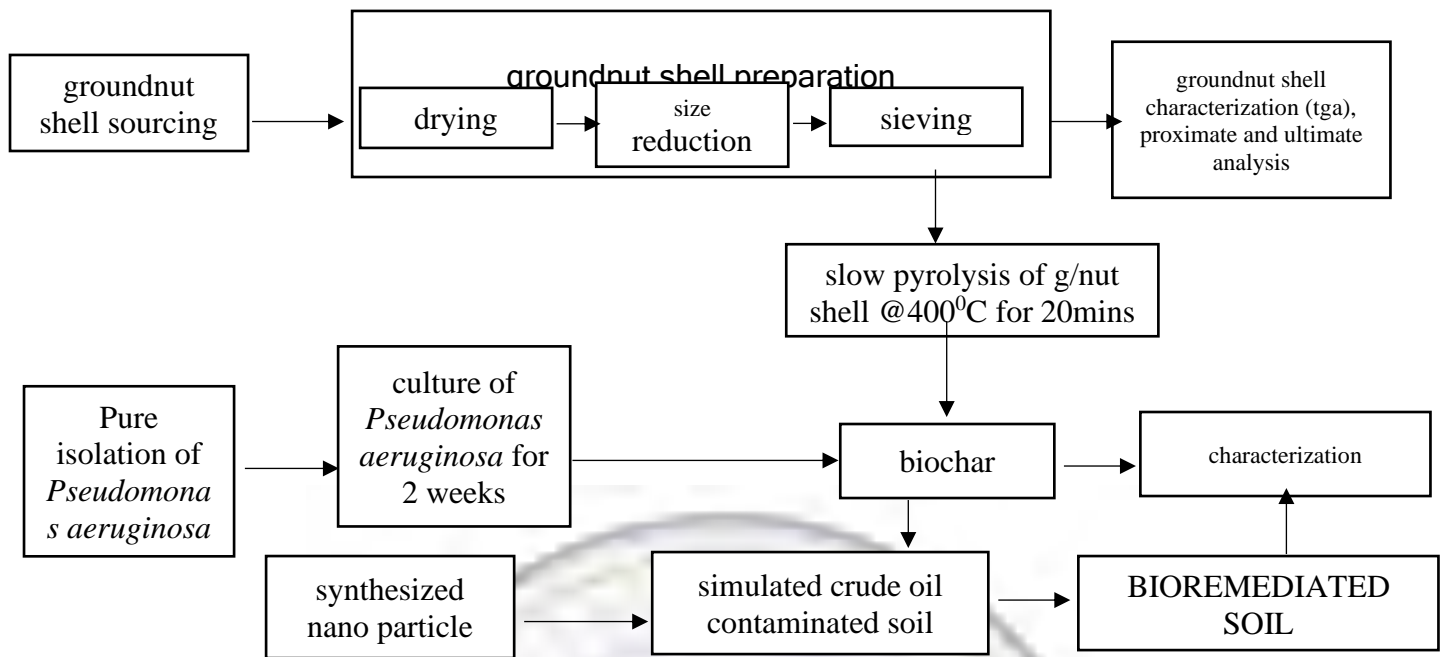 groundnut
shell sourcing
groundnut shell preparation
drying
size
reduction
sieving
groundnut shell
characterization (tga),
proximate and ultimate
analysis
slow pyrolysis of g/nut
shell @400⁰C for 20mins
Pure
isolation of
Pseudomona
s aeruginosa
culture of
Pseudomonas
aeruginosa for
2 weeks
biochar
characterization
synthesized
nano particle
simulated crude oil
contaminated soil
BIOREMEDIATED
SOIL